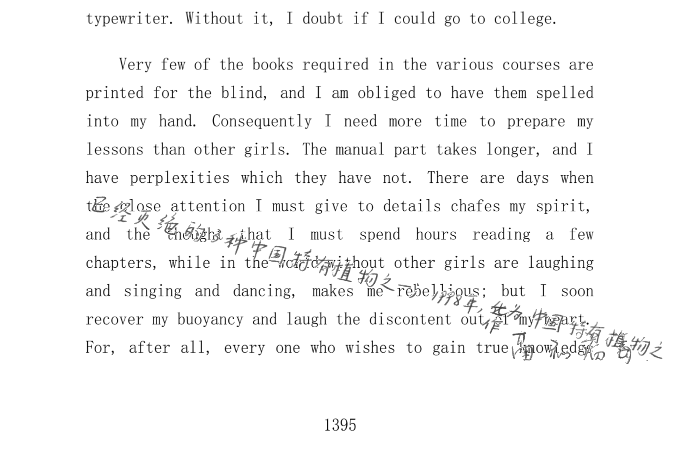 typewriter. Without it, I doubt if I could go to college.
Very few of the books required in the various courses are
printed for the blind, and I am obliged to have them spelled
into my hand. Consequently I need more time to prepare my
lessons than other girls. The manual part takes longer, and I
have perplexities which they have not. There are days when
the close attention I must give to details chafes my spirit,
and the thought that I must spend hours reading a few
chapters, while in the world without other girls are laughing
and singing and dancing, makes me rebellious; but I soon
recover my buoyancy and laugh the discontent out of my heart.
For, after all, every one who wishes to gain true knowledge
已经灭绝的 种中国特有植物之一 1998年, 作为中国特有植物之
1395